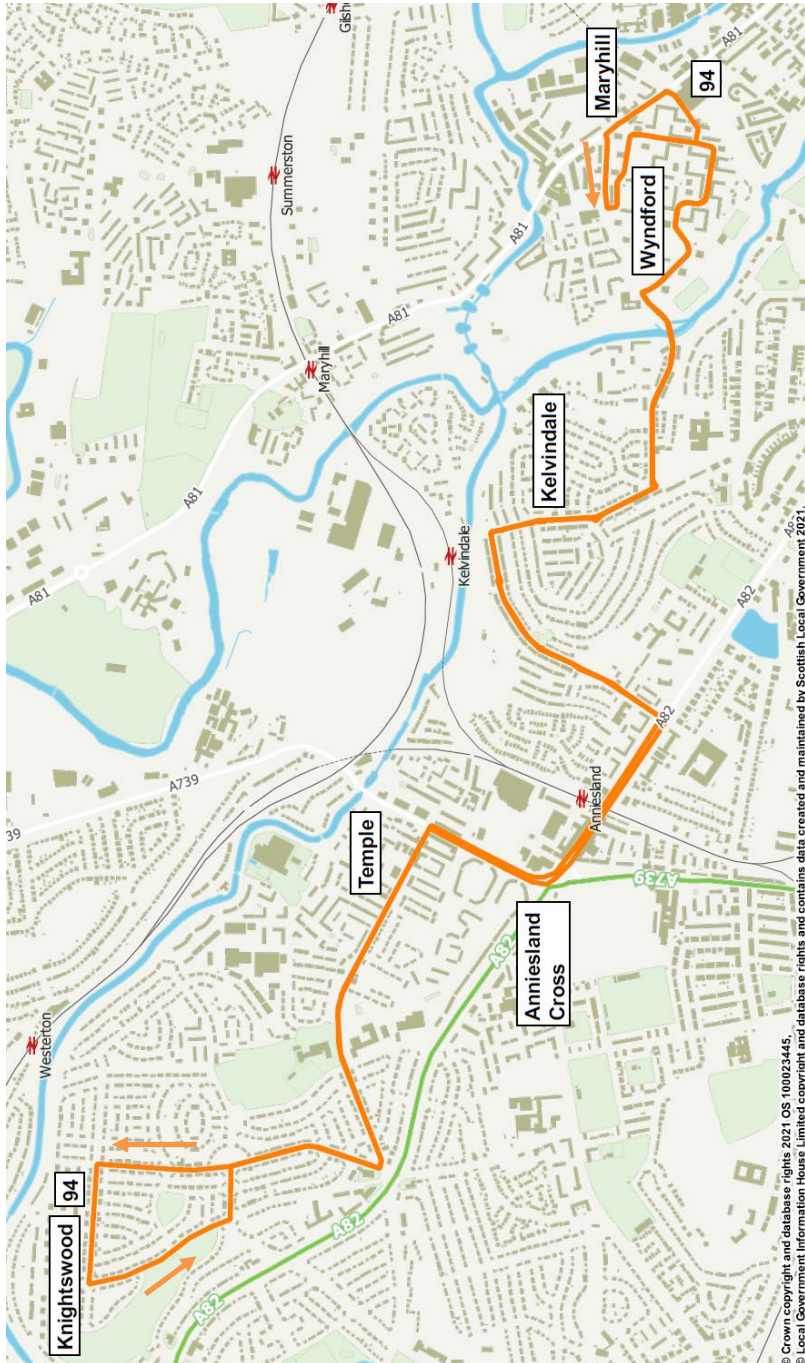 39
A81
Westerton
Knightswood
94
A739
A81
Summerston
Maryhill
A82
Temple
A81
Kelvindale
A82
A81
Anniesland
Cross
Kelvindale
Anniesland
Maryhill
Wyndford
A739
A82
94
A81
A82
© Crown copyright and database rights 2021 OS 100023445,
© Local Government Information House Limited copyright and database rights and contains data created and maintained by Scottish Local Government 2021.